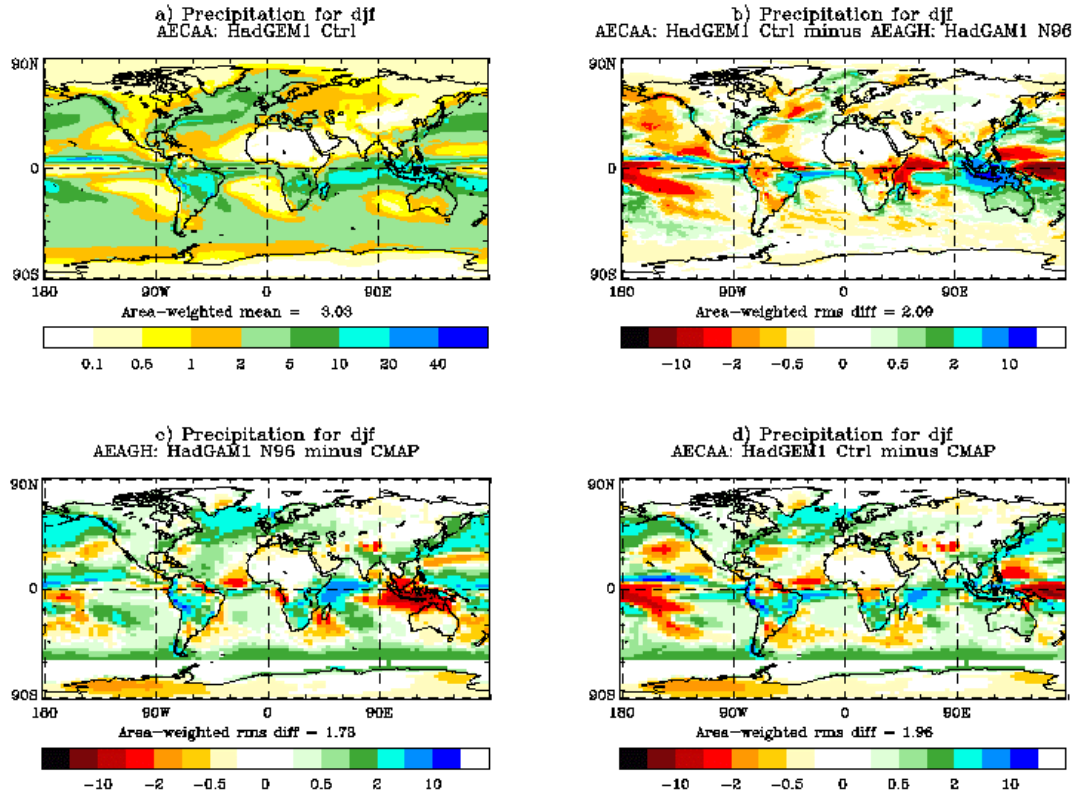 a) Precipitation for djf
AECAA: HadGEM1 Ctrl
90N
0
90S
180 90W 0 90E
Area-weighted mean = 3.03
0.1 0.5 1 2 5 10 20 40
b) Precipitation for djf
AECAA: HadGEM1 Ctrl minus AEAGH: HadGAM1 N96
90N
0
90S
180 90W 0 90E
Area-weighted rms diff = 2.09
-10 -2 -0.5 0 0.5 2 10
c) Precipitation for djf
AEAGH: HadGAM1 N96 minus CMAP
90N
0
90S
180 90W 0 90E
Area-weighted rms diff = 1.73
-10 -2 -0.5 0 0.5 2 10
d) Precipitation for djf
AECAA: HadGEM1 Ctrl minus CMAP
90N
0
90S
180 90W 0 90E
Area-weighted rms diff = 1.96
-10 -2 -0.5 0 0.5 2 10